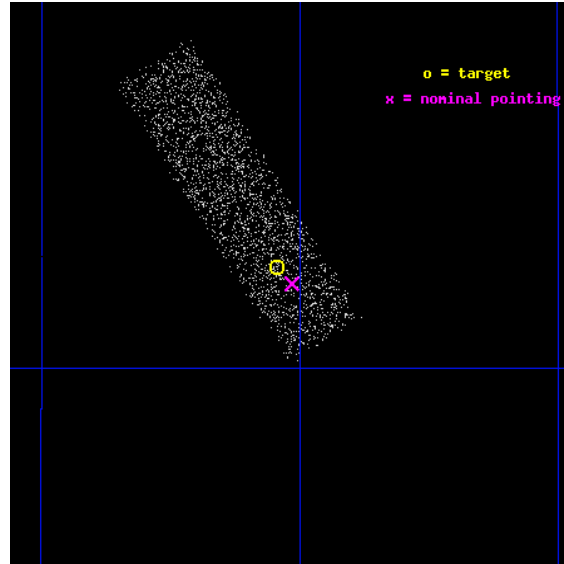 o = target
x = nominal pointing